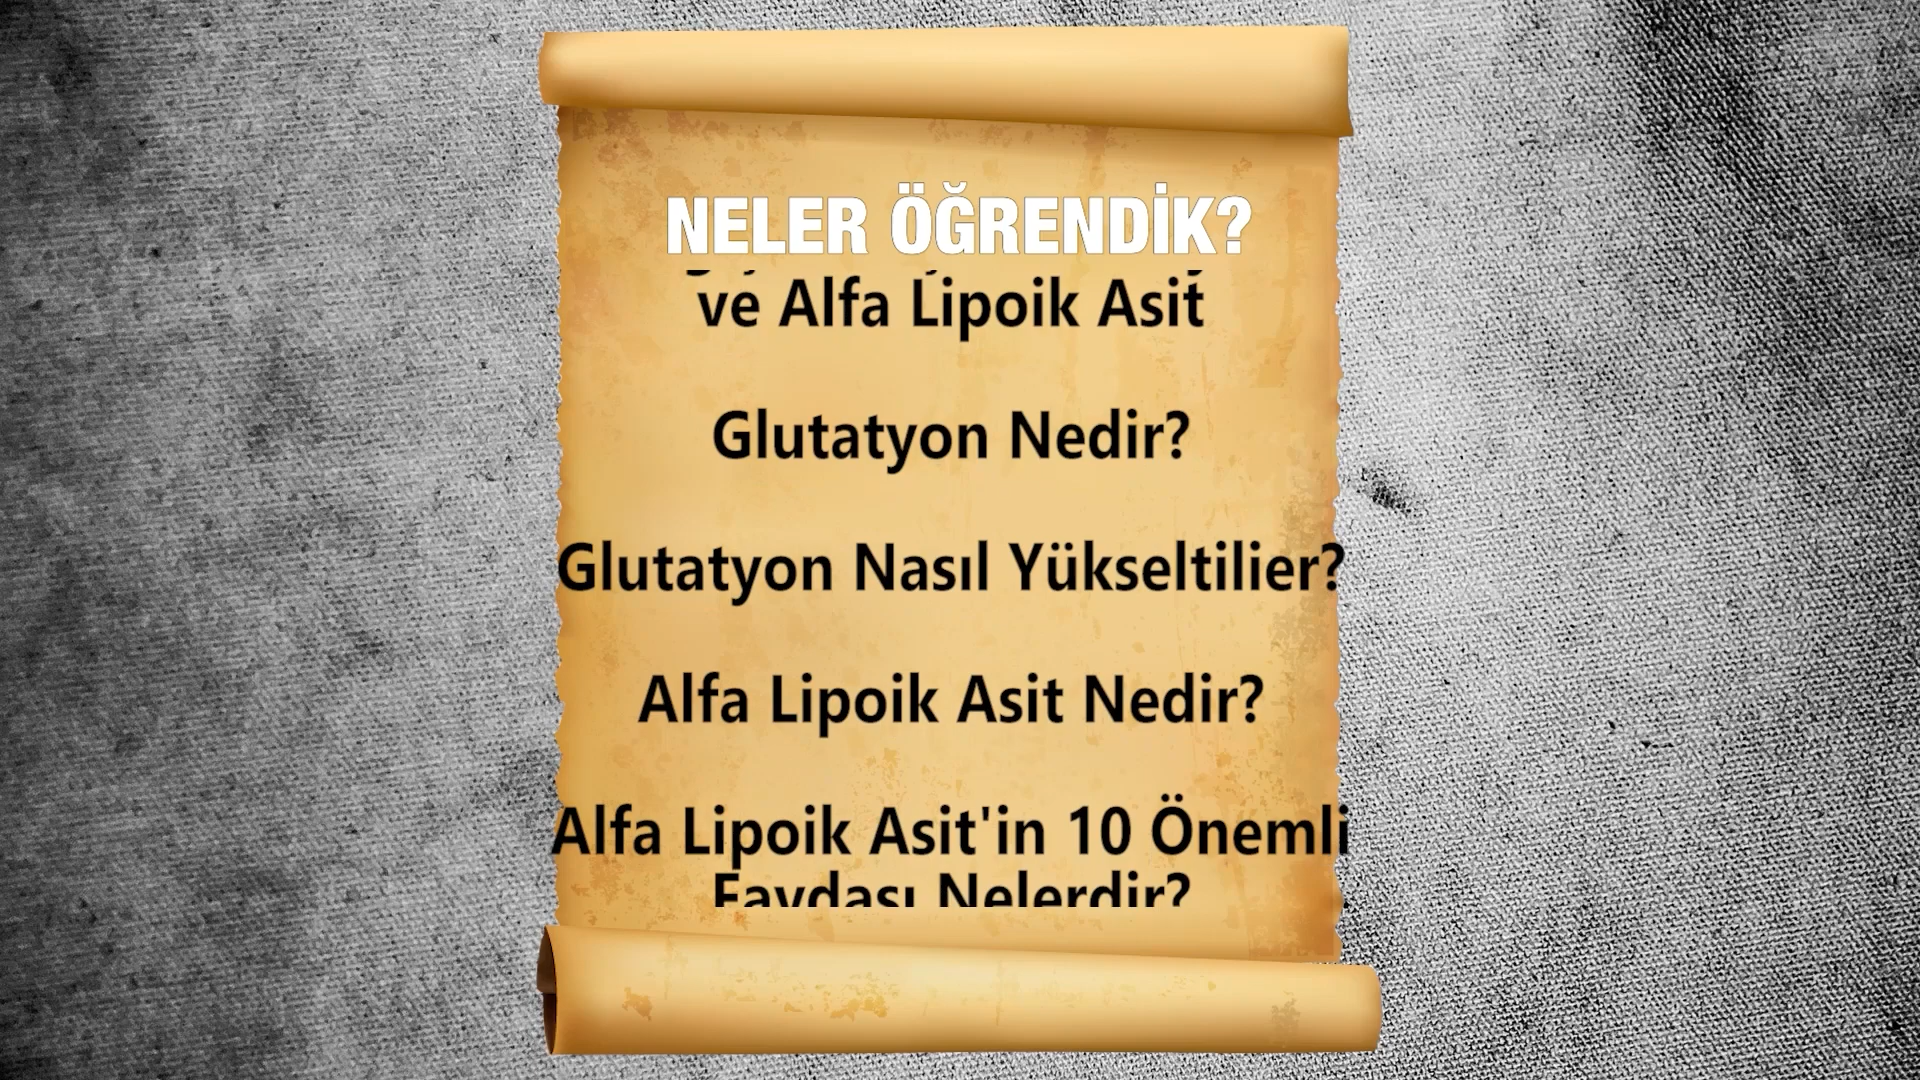 NELER ÖĞRENDİK?
ve Alfa Lipoik Asit
Glutatyon Nedir?
Glutatyon Nasıl Yükseltilier?
Alfa Lipoik Asit Nedir?
Alfa Lipoik Asit'in 10 Önemli
Faydası Nelerdir?